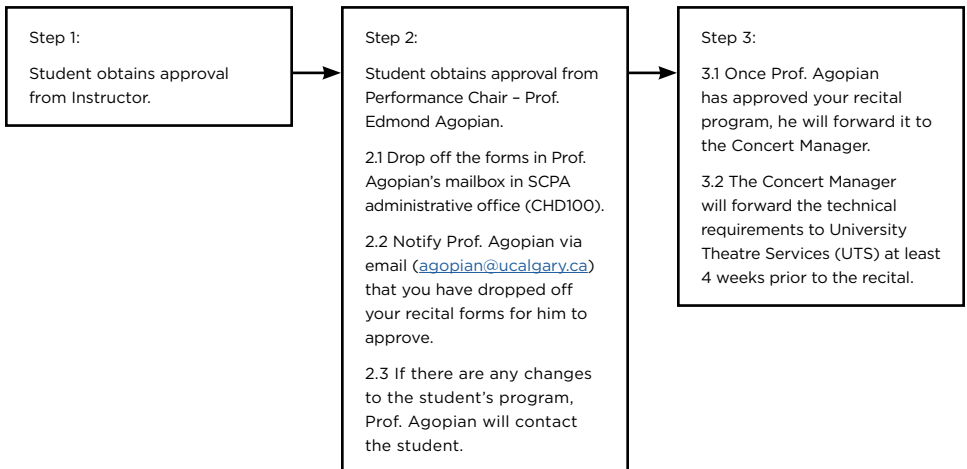 Step 1:
Student obtains approval
from Instructor.
Step 2:
Student obtains approval from
Performance Chair – Prof.
Edmond Agopian.
2.1 Drop off the forms in Prof.
Agopian's mailbox in SCPA
administrative office (CHD100).
2.2 Notify Prof. Agopian via
email (agopian@ucalgary.ca)
that you have dropped off
your recital forms for him to
approve.
2.3 If there are any changes
to the student's program,
Prof. Agopian will contact
the student.
Step 3:
3.1 Once Prof. Agopian
has approved your recital
program, he will forward it to
the Concert Manager.
3.2 The Concert Manager
will forward the technical
requirements to University
Theatre Services (UTS) at least
4 weeks prior to the recital.